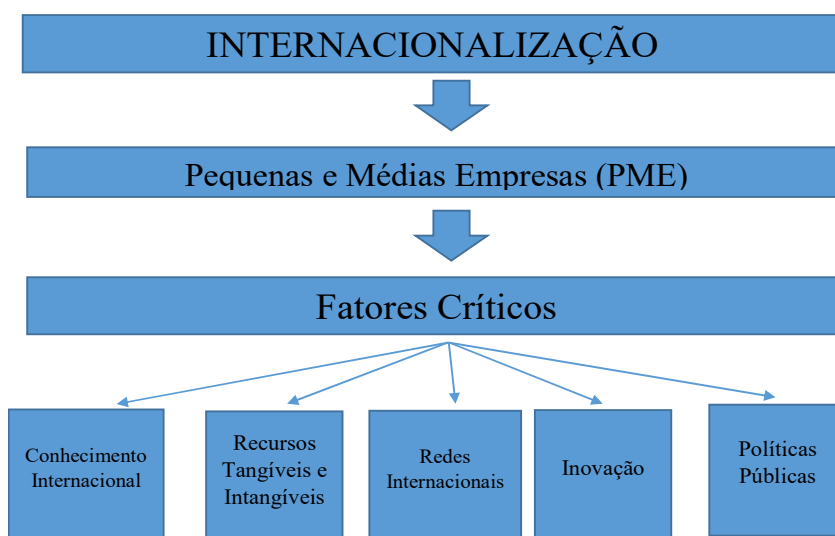 INTERNACIONALIZAÇÃO
Pequenas e Médias Empresas (PME)
Fatores Críticos
Conhecimento
Internacional
Recursos
Tangíveis e
Intangíveis
Redes
Internacionais
Inovação
Políticas
Públicas